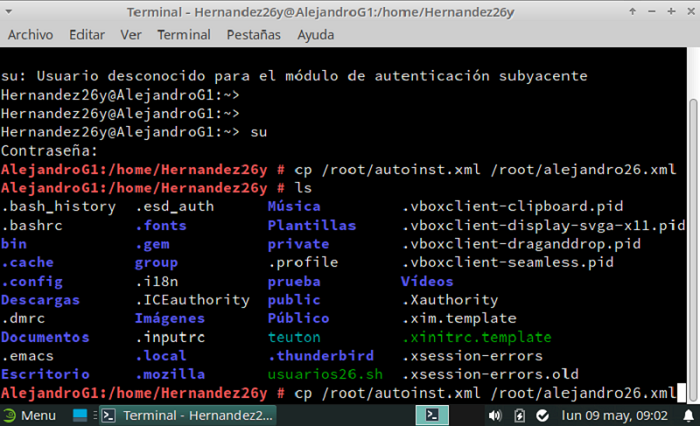 Terminal - Hernandez26y@AlejandroG1:/home/Hernandez26y
Archivo Editar Ver Terminal Pestañas Ayuda
su: Usuario desconocido para el módulo de autenticación subyacente
Hernandez26y@AlejandroG1:~>
Hernandez26y@AlejandroG1:~>
Hernandez26y@AlejandroG1:~> su
Contraseña:
AlejandroG1:/home/Hernandez26y # cp /root/autoinst.xml /root/alejandro26.xml
AlejandroG1:/home/Hernandez26y # ls
.bash_history .esd_auth Música .vboxclient-clipboard.pid
.bashrc .fonts Plantillas .vboxclient-display-svga-x11.pid
bin .gem private .vboxclient-draganddrop.pid
.cache group .profile .vboxclient-seamless.pid
.config .i18n prueba Vídeos
Descargas .ICEauthority public .Xauthority
.dmrc Imágenes Público .xim.template
Documentos .inputrc teuton .xinitrc.template
.emacs .local .thunderbird .xsession-errors
Escritorio .mozilla usuarios26.sh .xsession-errors.old
AlejandroG1:/home/Hernandez26y # cp /root/autoinst.xml /root/alejandro26.xml
Menu Terminal - Hernandez2... lun 09 may, 09:02